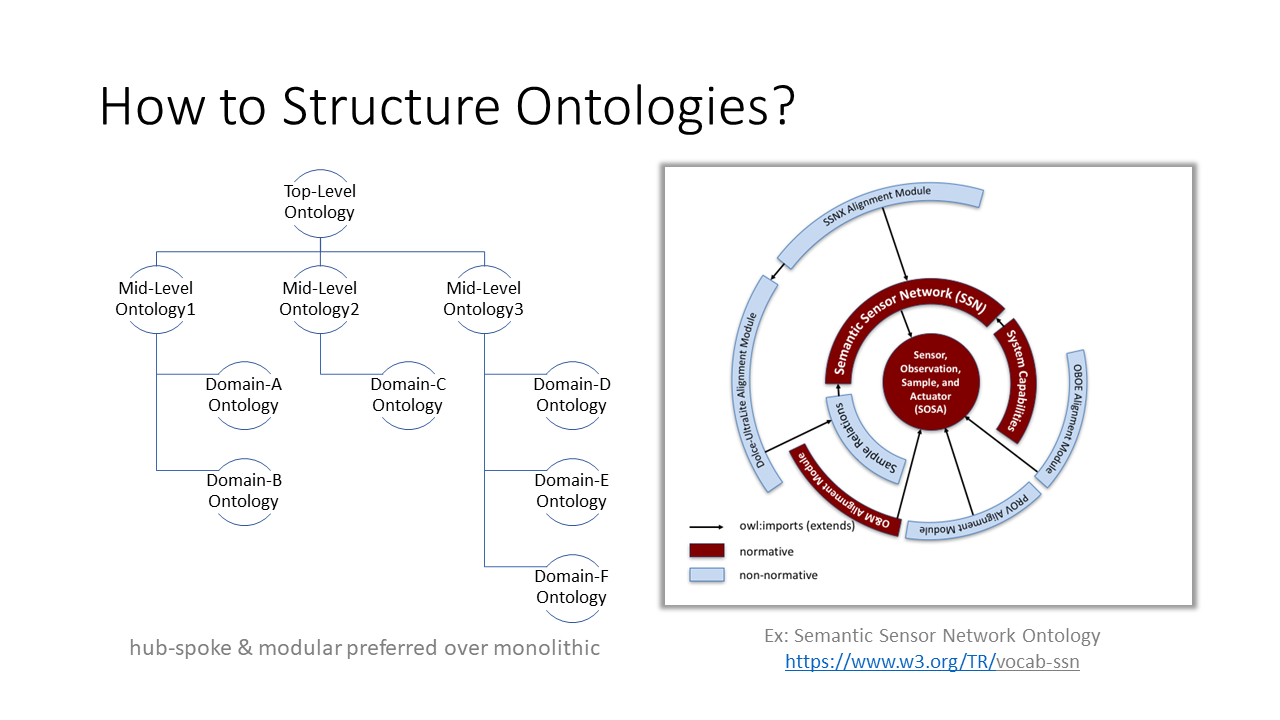 How to Structure Ontologies?
Top-Level
Ontology
Mid-Level
Ontology1
Mid-Level
Ontology2
Mid-Level
Ontology3
Domain-A
Ontology
Domain-C
Ontology
Domain-D
Ontology
Domain-B
Ontology
Domain-E
Ontology
Domain-F
Ontology
hub-spoke & modular preferred over monolithic
SSNX Alignment Module
Dolce-UltraLite Alignment Module
Semantic Sensor Network (SSN)
System Capabilities
Sensor,
Observation,
Sample, and
Actuator
(SOSA)
OBOE Alignment Module
Sample Relations
O&M Alignment Module
PROV Alignment Module
owl:imports (extends)
normative
non-normative
Ex: Semantic Sensor Network Ontology
https://www.w3.org/TR/vocab-ssn